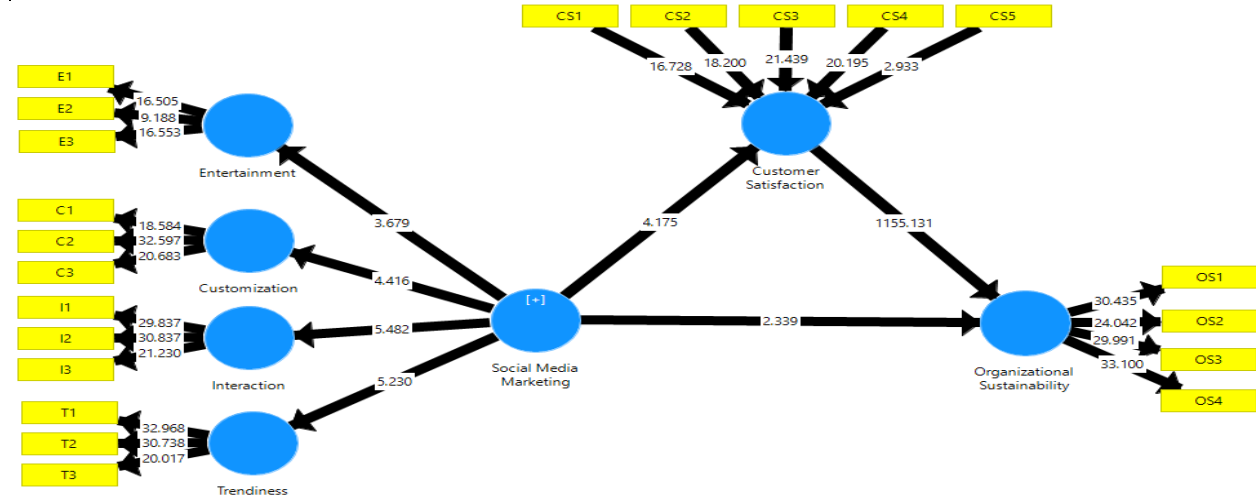 CS1
CS2
CS3
CS4
CS5
16.728
18.200
21.439
20.195
2.933
E1
E2
E3
16.505
9.188
16.553
Entertainment
Customer
Satisfaction
C1
C2
C3
18.584
32.597
20.683
Customization
3.679
4.416
4.175
1155.131
I1
I2
I3
29.837
30.837
21.230
Interaction
5.482
5.230
[+]
Social Media
Marketing
2.339
Organizational
Sustainability
OS1
OS2
OS3
OS4
30.435
24.042
29.991
33.100
T1
T2
T3
32.968
30.738
20.017
Trendiness